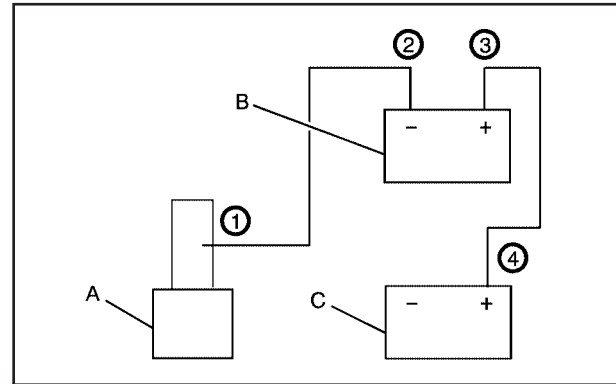 ② ③
B
− +
①
④
A
C
− +